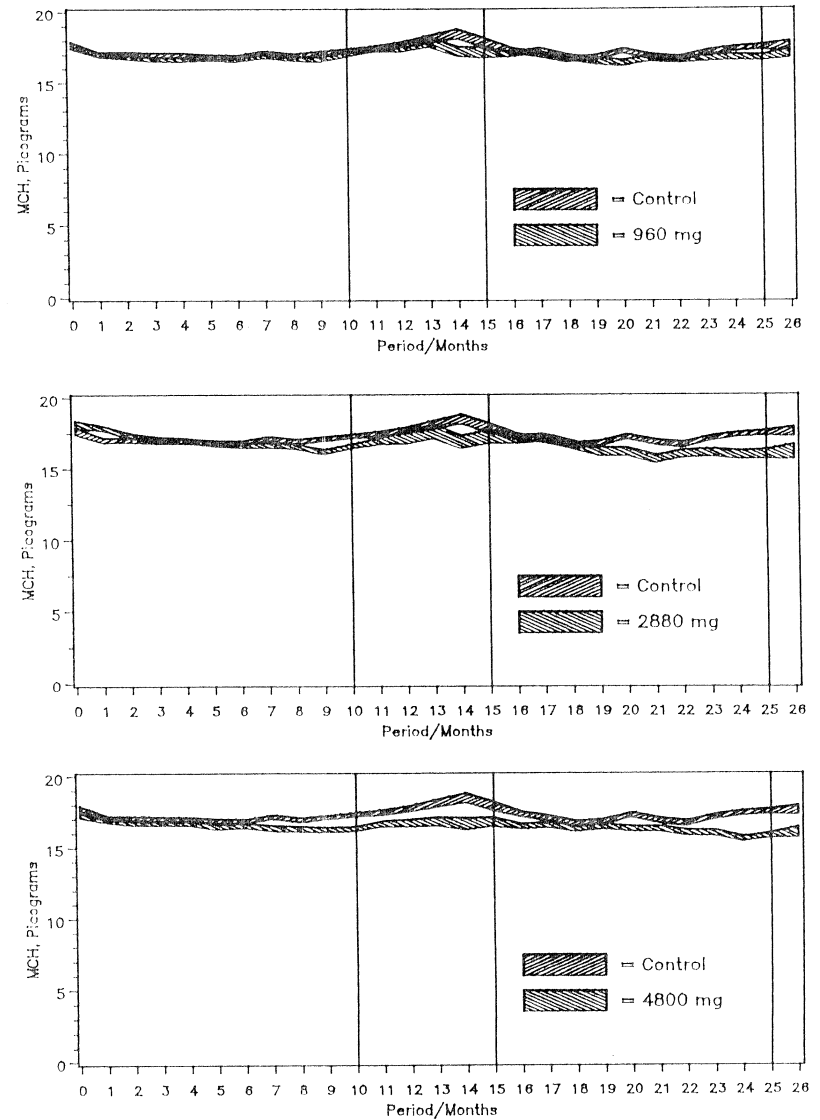 20
15
10
5
0
MCH, Picograms
= Control
= 960 mg
0 1 2 3 4 5 6 7 8 9 10 11 12 13 14 15 16 17 18 19 20 21 22 23 24 25 26
Period/Months
20
15
10
5
0
MCH, Picograms
= Control
= 2880 mg
0 1 2 3 4 5 6 7 8 9 10 11 12 13 14 15 16 17 18 19 20 21 22 23 24 25 26
Period/Months
20
15
10
5
0
MCH, Picograms
= Control
= 4800 mg
0 1 2 3 4 5 6 7 8 9 10 11 12 13 14 15 16 17 18 19 20 21 22 23 24 25 26
Period/Months